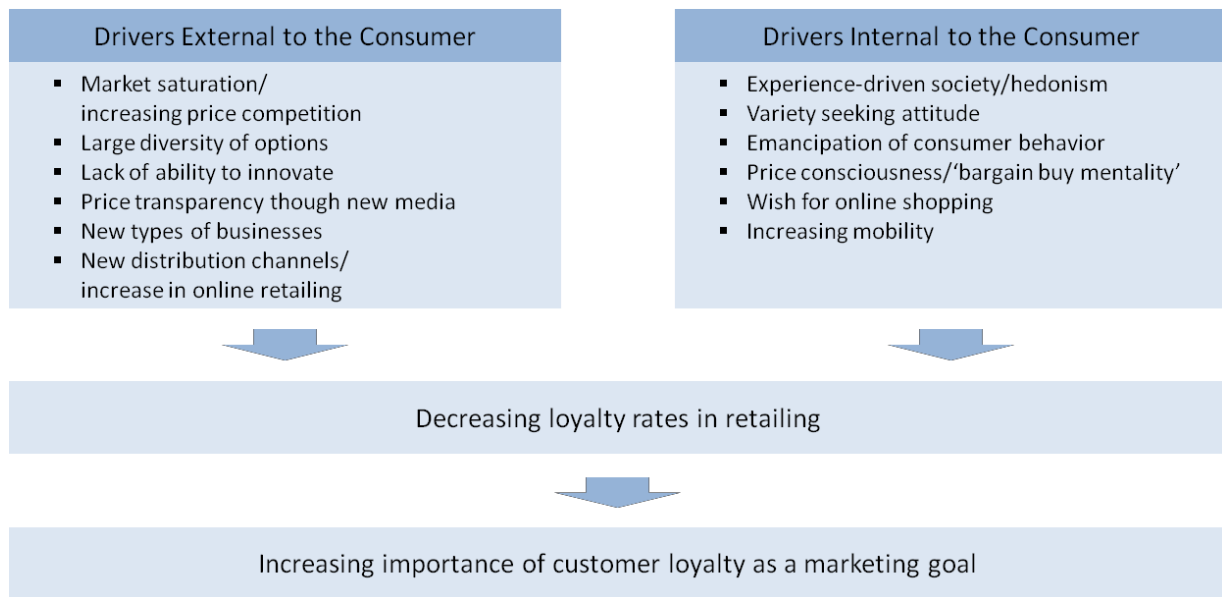 Drivers External to the Consumer
▪ Market saturation/
increasing price competition
▪ Large diversity of options
▪ Lack of ability to innovate
▪ Price transparency though new media
▪ New types of businesses
▪ New distribution channels/
increase in online retailing
Drivers Internal to the Consumer
▪ Experience-driven society/hedonism
▪ Variety seeking attitude
▪ Emancipation of consumer behavior
▪ Price consciousness/‘bargain buy mentality’
▪ Wish for online shopping
▪ Increasing mobility
Decreasing loyalty rates in retailing
Increasing importance of customer loyalty as a marketing goal